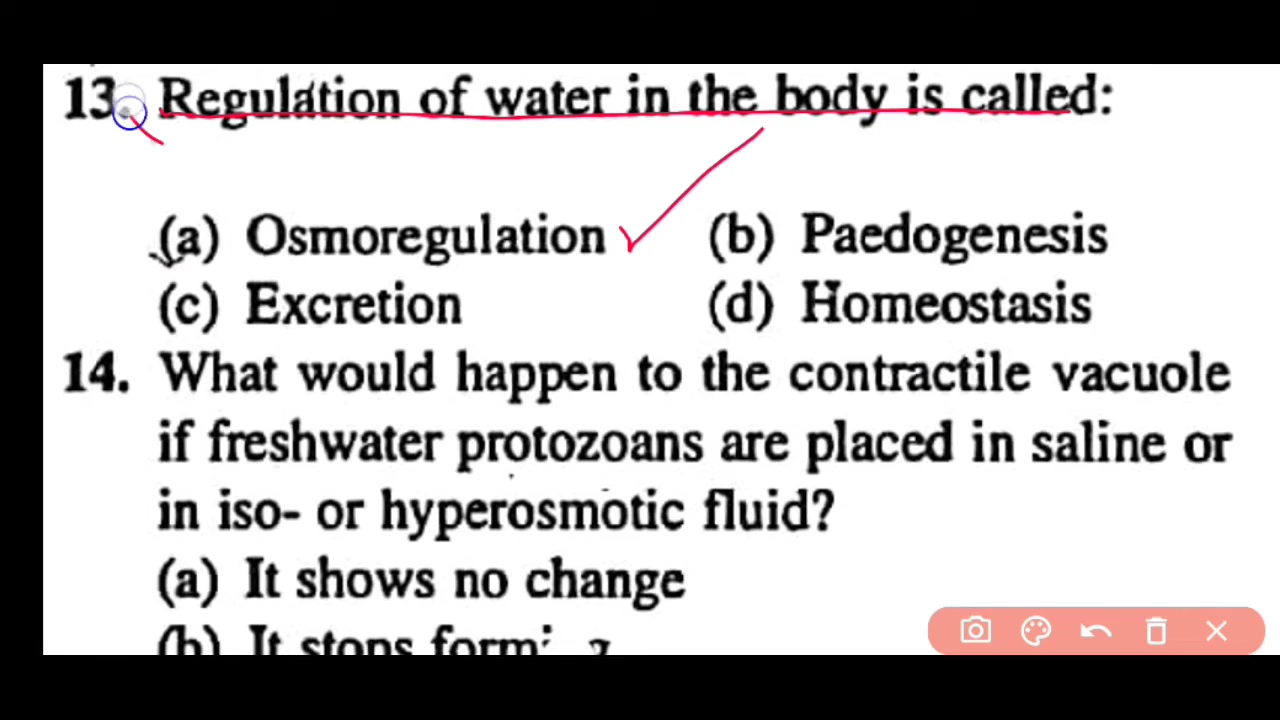 13. Regulation of water in the body is called:
(a) Osmoregulation (b) Paedogenesis
(c) Excretion (d) Homeostasis
14. What would happen to the contractile vacuole
if freshwater protozoans are placed in saline or
in iso- or hyperosmotic fluid?
(a) It shows no change
(b) It stops